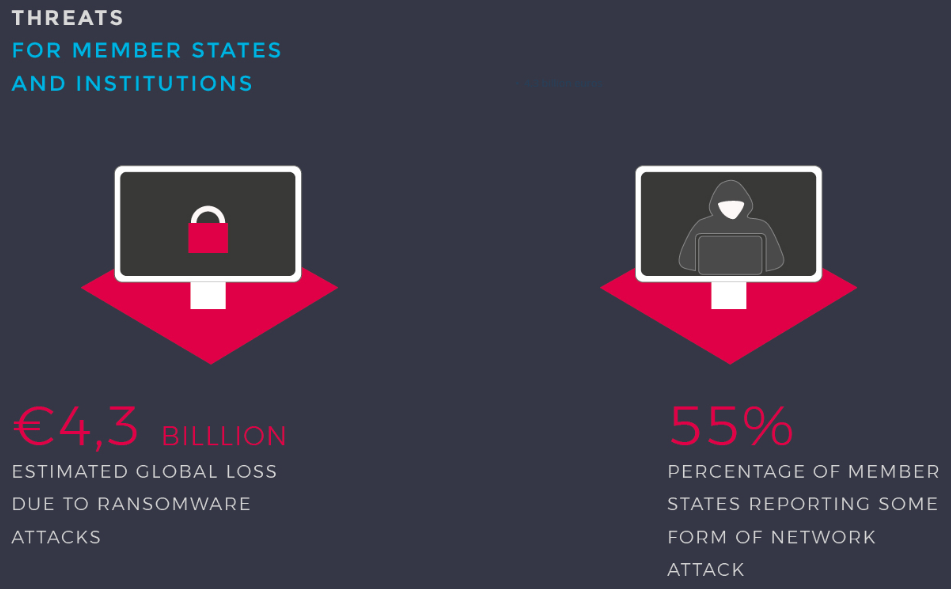 THREATS
FOR MEMBER STATES
AND INSTITUTIONS
€4,3 BILLLION
ESTIMATED GLOBAL LOSS
DUE TO RANSOMWARE
ATTACKS
55%
PERCENTAGE OF MEMBER
STATES REPORTING SOME
FORM OF NETWORK
ATTACK